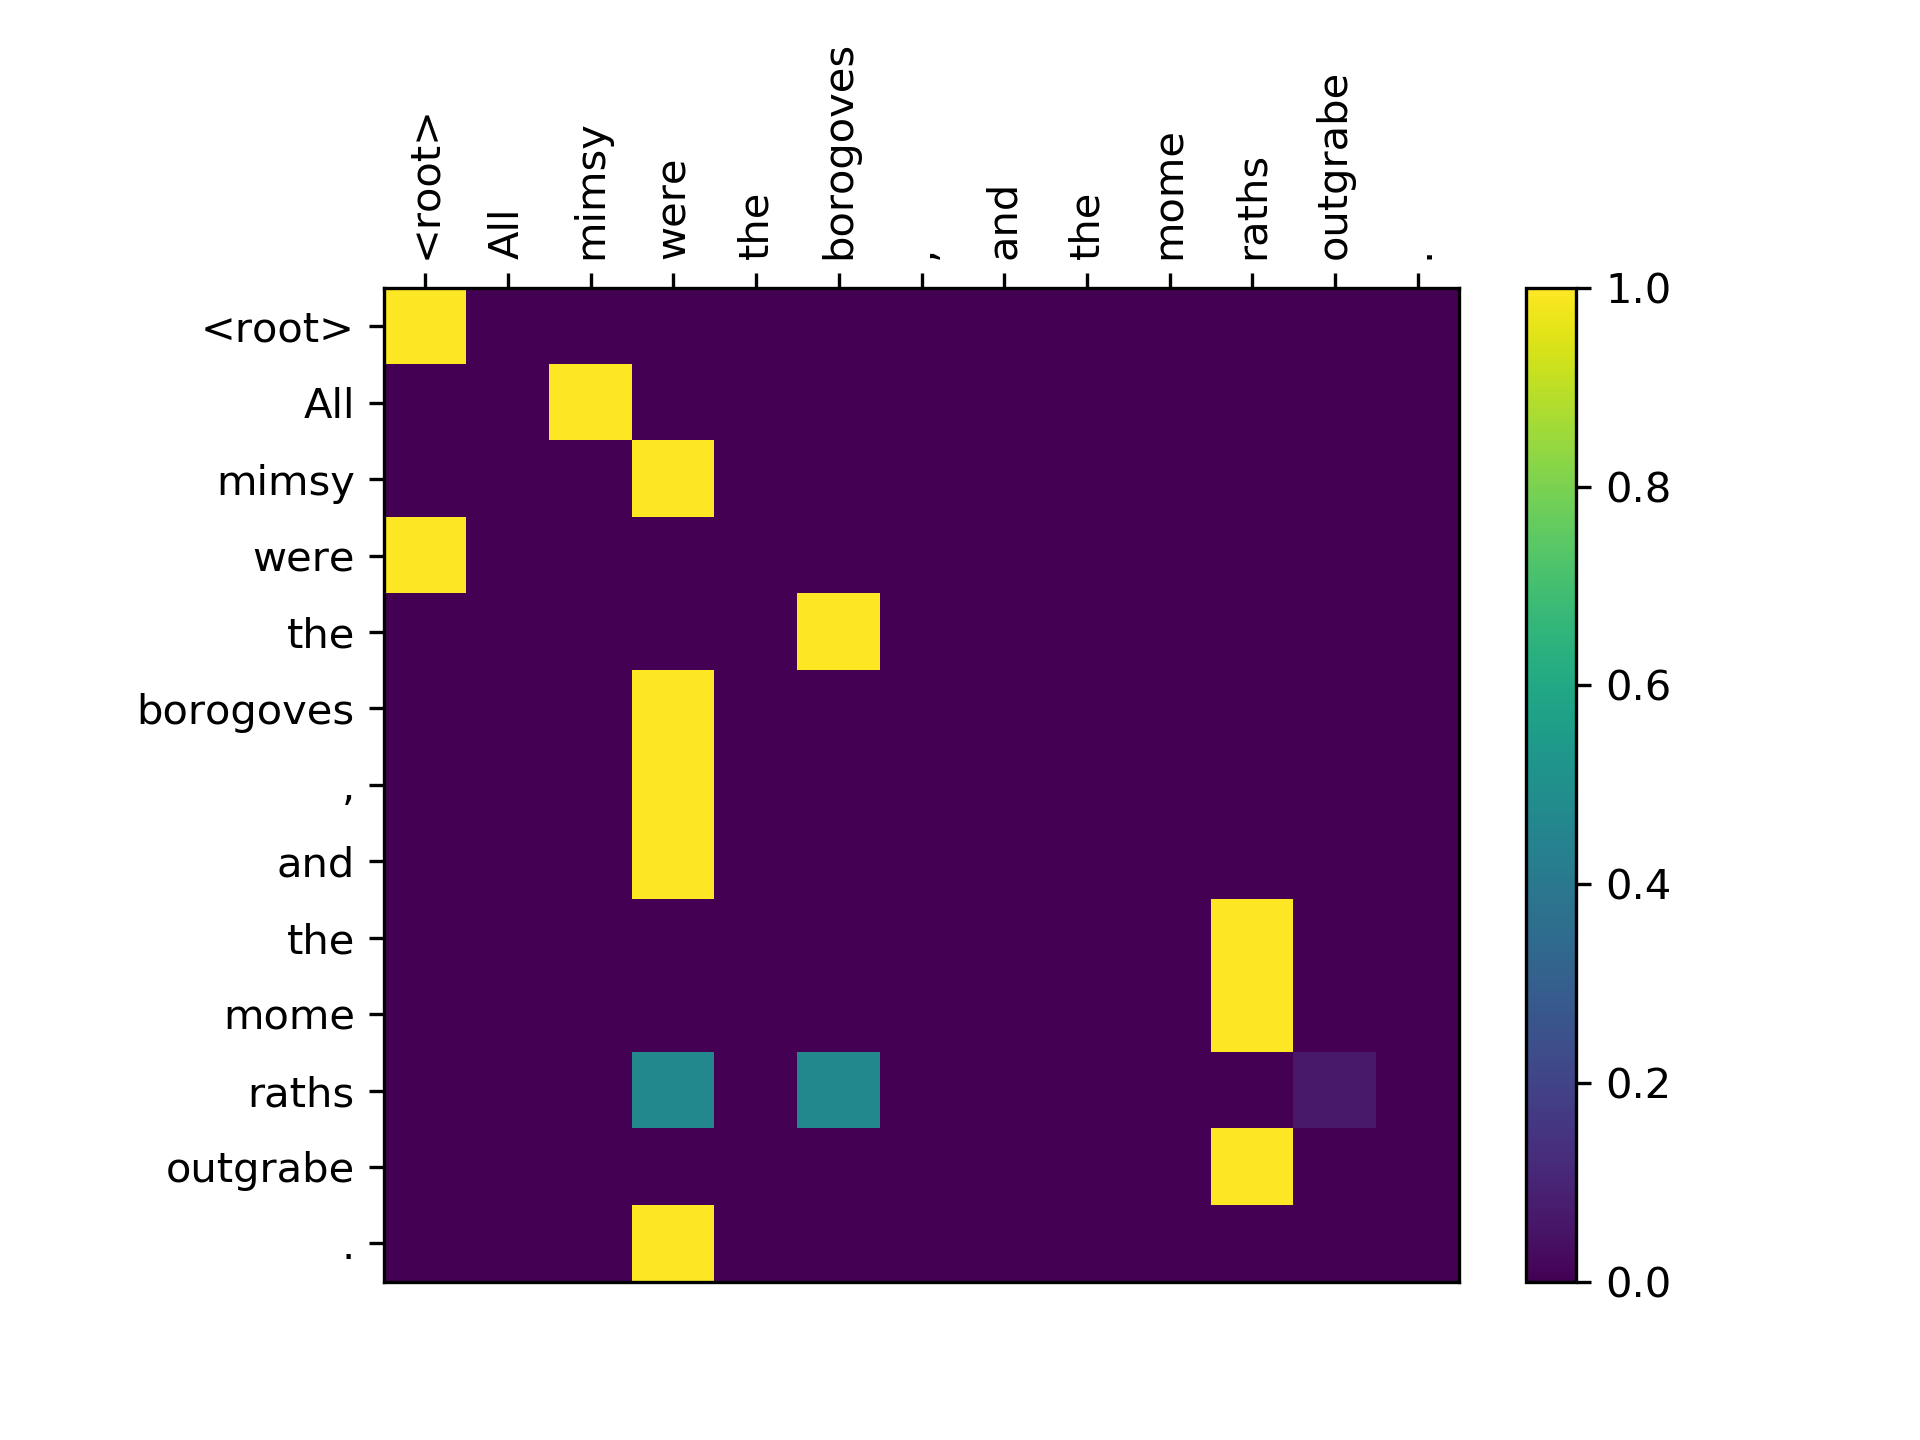 <root> All mimsy were the borogoves , and the mome raths outgrabe .
<root>
All
mimsy
were
the
borogoves
,
and
the
mome
raths
outgrabe
.
1.0
0.8
0.6
0.4
0.2
0.0